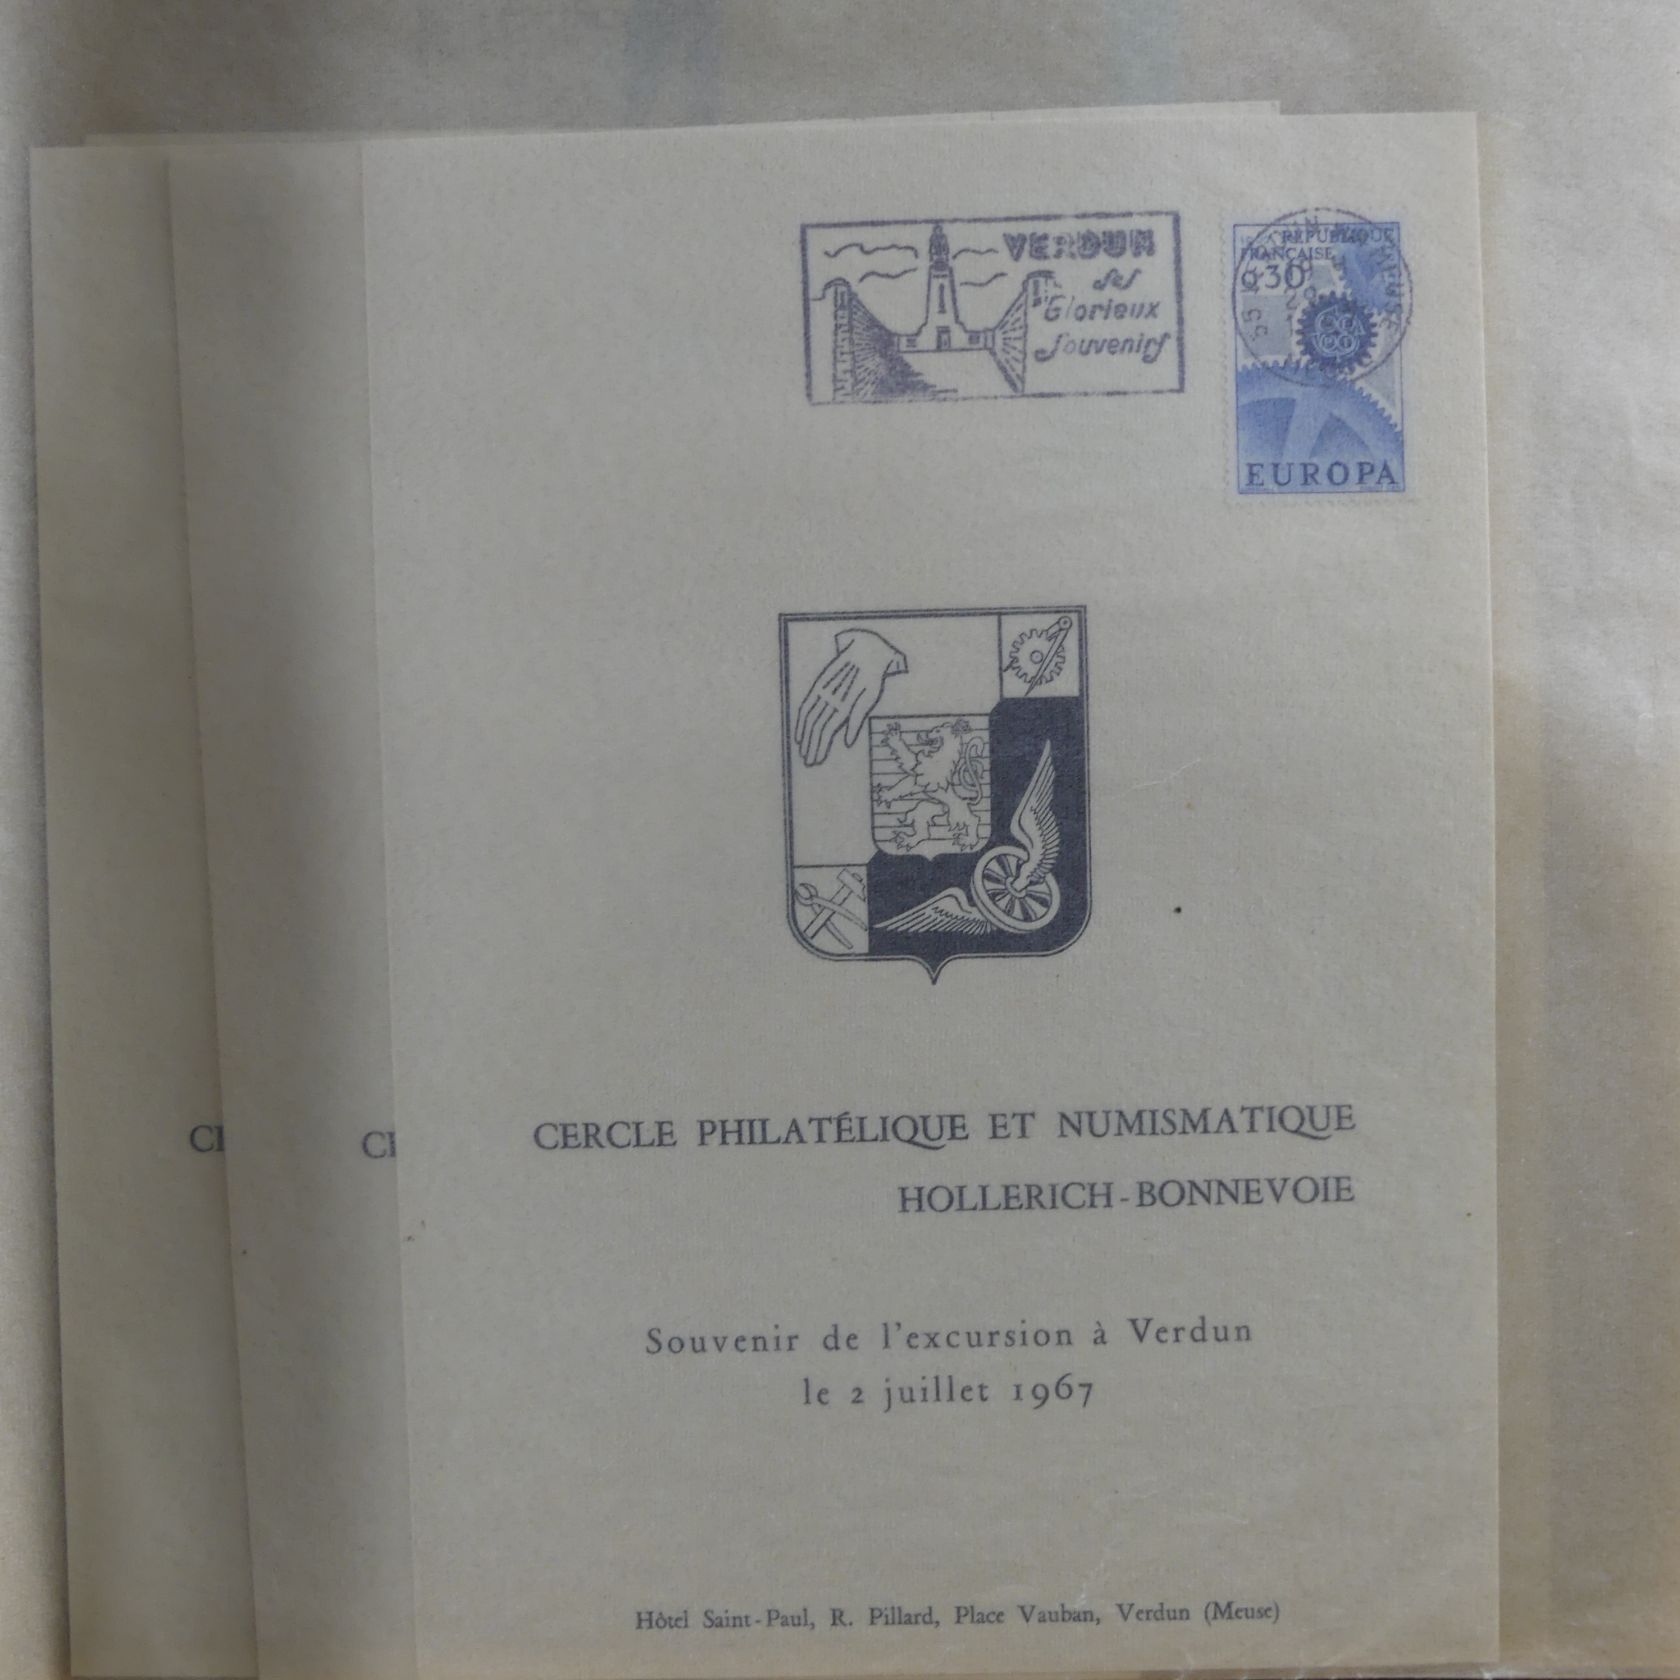 VERDUN
ses
Glorieux
Souvenirs
RÉPUBLIQUE
FRANÇAISE
0,30
EUROPA
CERCLE PHILATÉLIQUE ET NUMISMATIQUE
HOLLERICH-BONNEVOIE
Souvenir de l'excursion à Verdun
le 2 juillet 1967
Hôtel Saint-Paul, R. Pillard, Place Vauban, Verdun (Meuse)